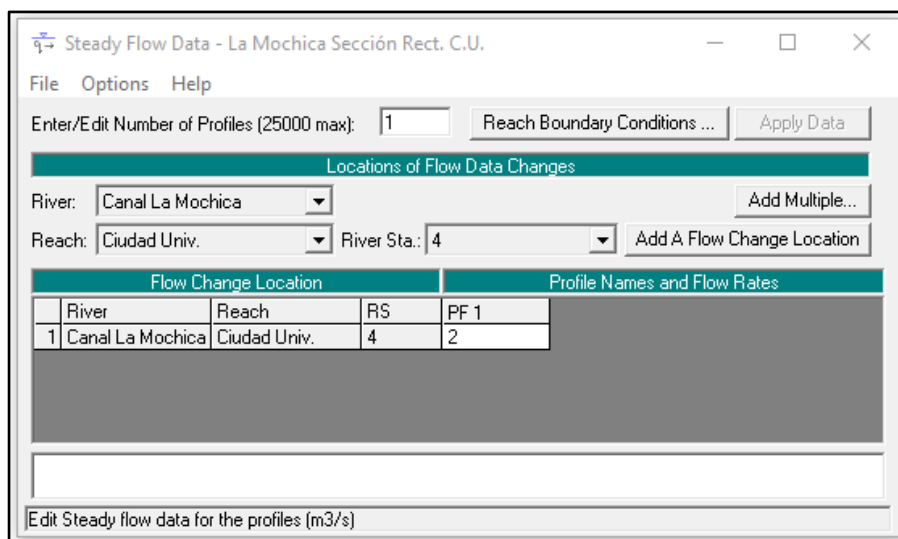 Steady Flow Data - La Mochica Sección Rect. C.U.
File Options Help
Enter/Edit Number of Profiles (25000 max): 1 Reach Boundary Conditions ... Apply Data
Locations of Flow Data Changes
River: Canal La Mochica Add Multiple...
Reach: Ciudad Univ. River Sta.: 4 Add A Flow Change Location
Flow Change Location Profile Names and Flow Rates
River Reach RS PF 1
1 Canal La Mochica Ciudad Univ. 4 2
Edit Steady flow data for the profiles (m3/s)